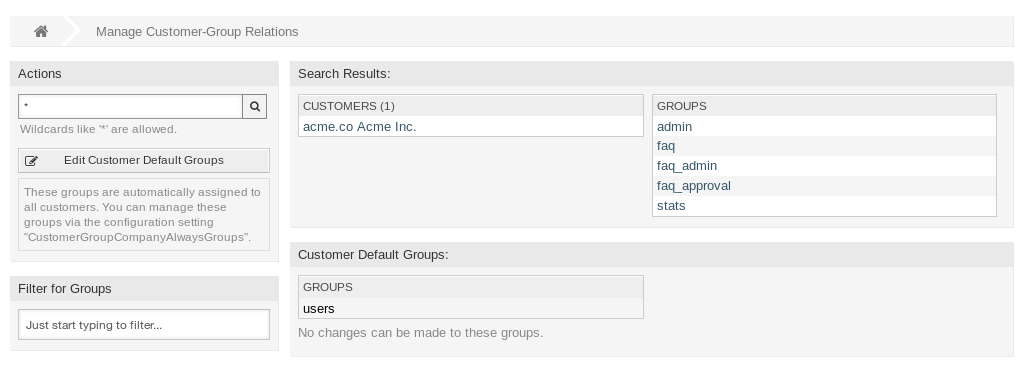 Manage Customer-Group Relations
Actions
*
Wildcards like '*' are allowed.
Edit Customer Default Groups
These groups are automatically assigned to
all customers. You can manage these
groups via the configuration setting
"CustomerGroupCompanyAlwaysGroups".
Filter for Groups
Just start typing to filter...
Search Results:
CUSTOMERS (1)
acme.co Acme Inc.
GROUPS
admin
faq
faq_admin
faq_approval
stats
Customer Default Groups:
GROUPS
users
No changes can be made to these groups.